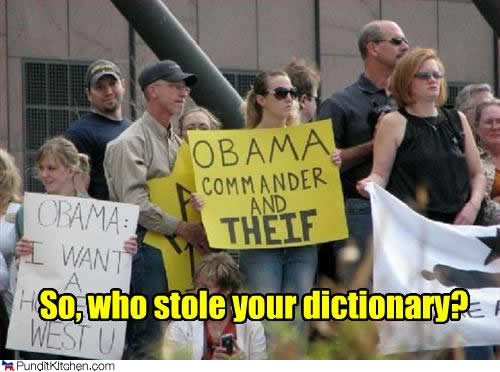 OBAMA
COMMANDER
AND
THEIF
OBAMA:
I WANT
A
WEST U
So, who stole your dictionary?
PunditKitchen.com